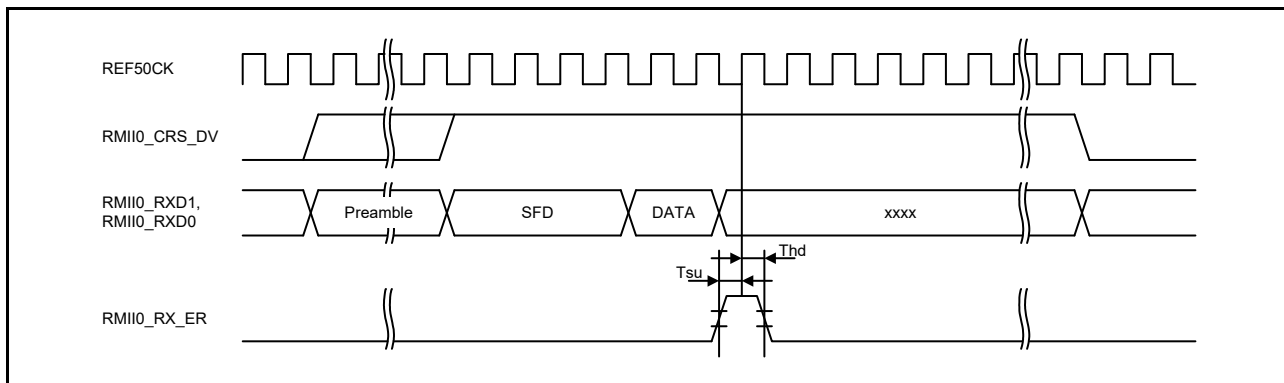 REF50CK
RMII0_CRS_DV
RMII0_RXD1,
RMII0_RXD0
Preamble
SFD
DATA
xxxx
Thd
Tsu
RMII0_RX_ER